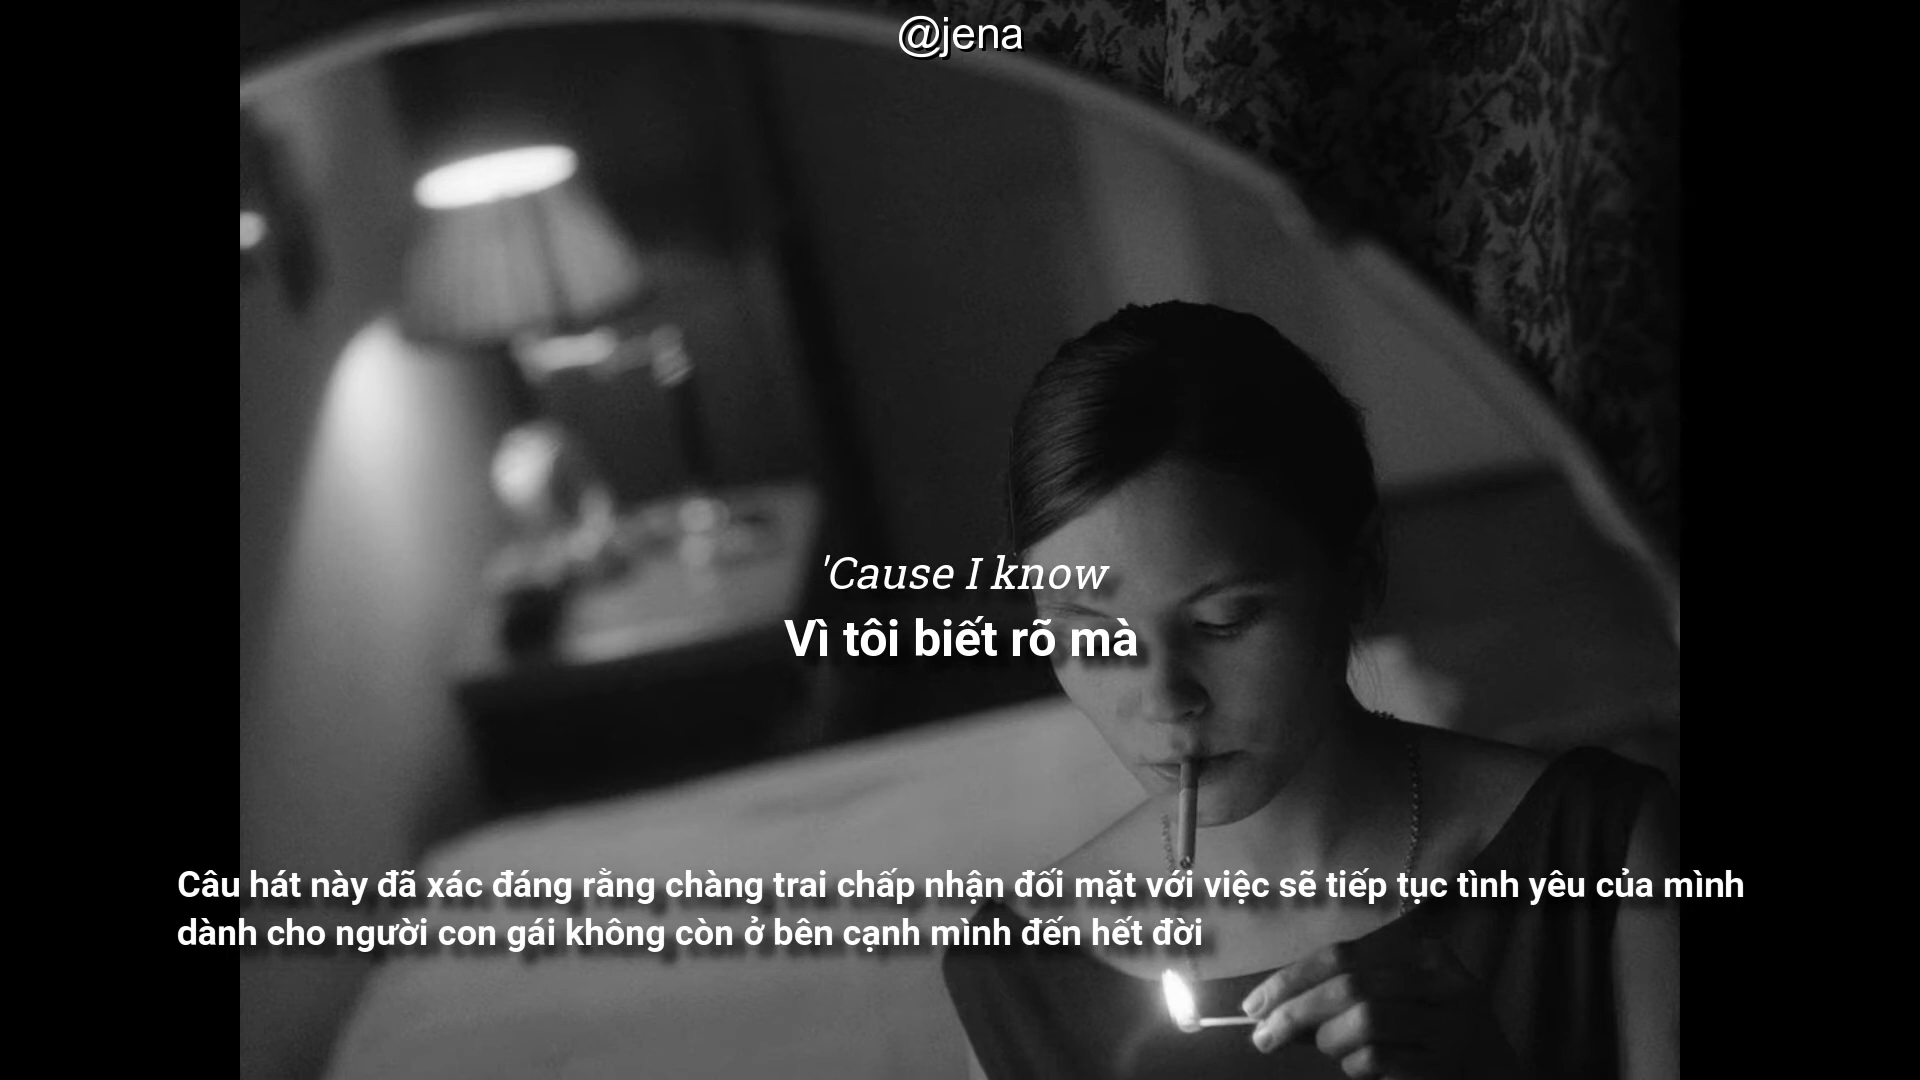 @jena
'Cause I know
Vì tôi biết rõ mà
Câu hát này đã xác đáng rằng chàng trai chấp nhận đối mặt với việc sẽ tiếp tục tình yêu của mình
dành cho người con gái không còn ở bên cạnh mình đến hết đời